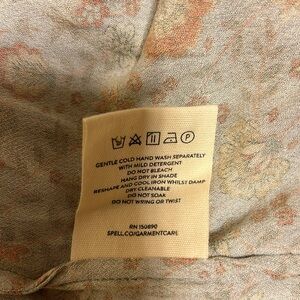 GENTLE COLD HAND WASH SEPARATELY
WITH MILD DETERGENT
DO NOT BLEACH
HANG DRY IN SHADE
RESHAPE AND COOL IRON WHILST DAMP
DRY CLEANABLE
DO NOT SOAK
DO NOT WRING OR TWIST
RN 150890
SPELL.CO/GARMENTCARE